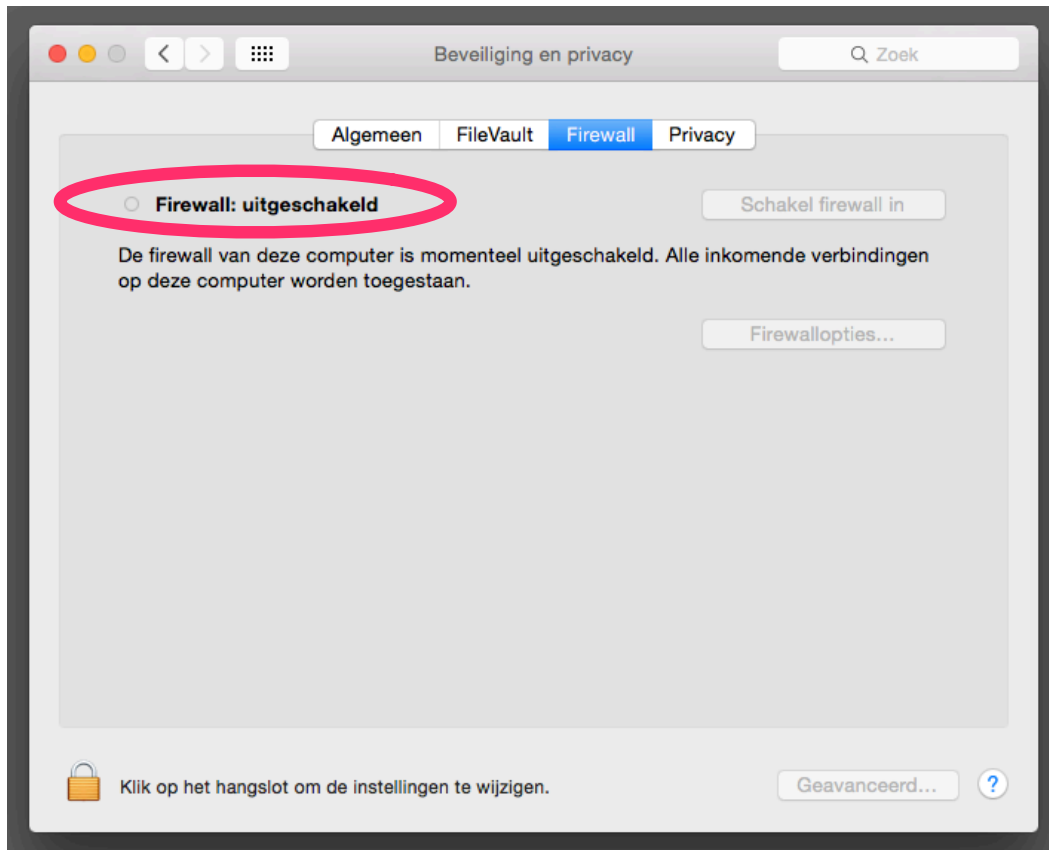 Beveiliging en privacy
Zoek
Algemeen FileVault Firewall Privacy
Firewall: uitgeschakeld
Schakel firewall in
De firewall van deze computer is momenteel uitgeschakeld. Alle inkomende verbindingen
op deze computer worden toegestaan.
Firewallopties...
Klik op het hangslot om de instellingen te wijzigen.
Geavanceerd...
?